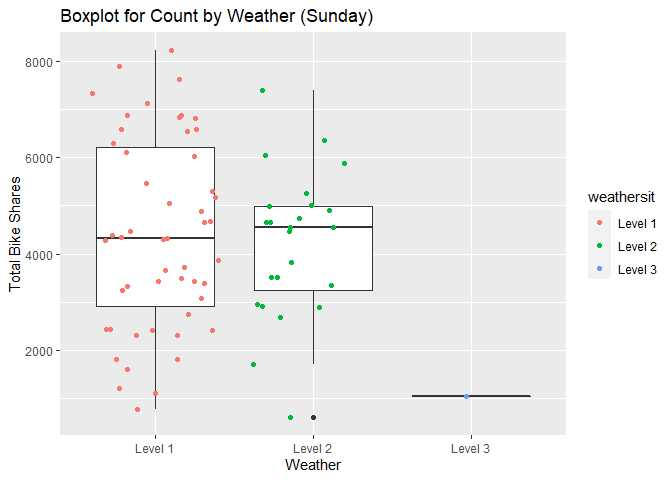 Boxplot for Count by Weather (Sunday)
8000
6000
4000
2000
Total Bike Shares
Level 1
Level 2
Level 3
Weather
weathersit
Level 1
Level 2
Level 3